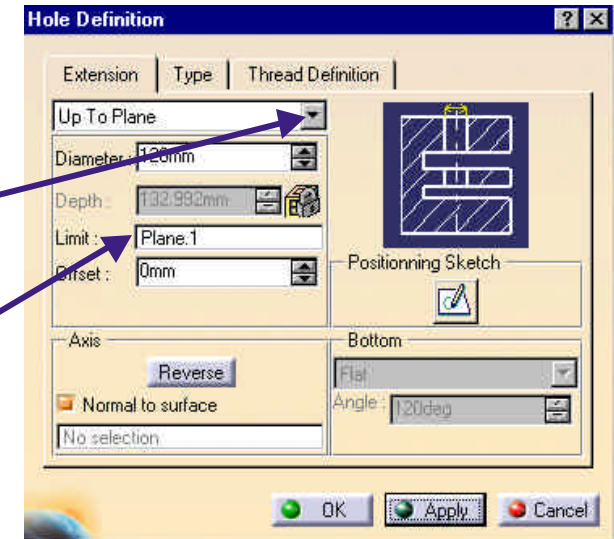 Hole Definition
Extension Type Thread Definition
Up To Plane
Diameter : 120mm
Depth : 132.992mm
Limit : Plane.1
Offset : 0mm
Positionning Sketch
Axis
Reverse
Normal to surface
No selection
Bottom
Flat
Angle : 120deg
OK Apply Cancel